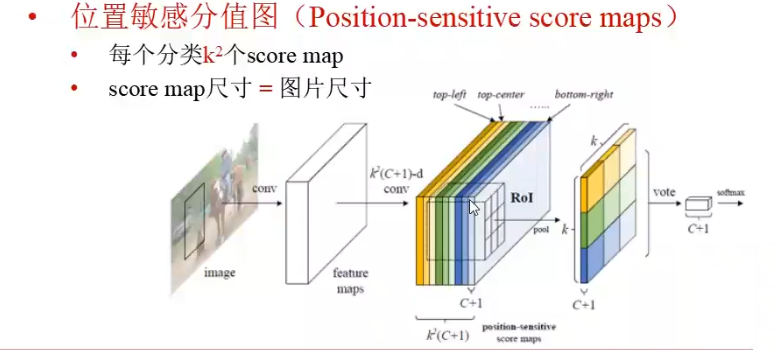 • 位置敏感分值图（Position-sensitive score maps）
• 每个分类k²个score map
• score map尺寸 = 图片尺寸
top-left top-center ...... bottom-right
conv
k²(C+1)-d
conv
RoI
pool
k
k
vote
softmax
C+1
image
feature
maps
C+1
C+1
k²(C+1)
position-sensitive
score maps